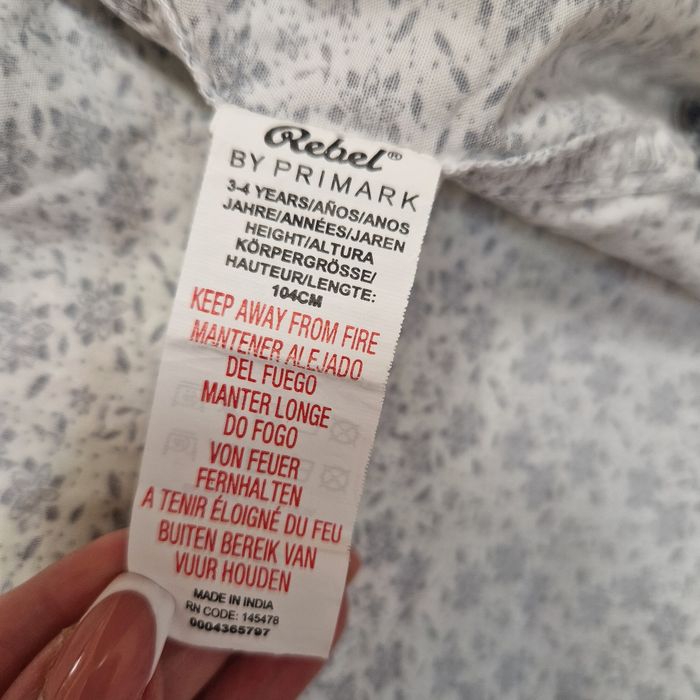 Rebel®
BY PRIMARK
3-4 YEARS/AÑOS/ANOS
JAHRE/ANNÉES/JAREN
HEIGHT/ALTURA
KÖRPERGRÖSSE/
HAUTEUR/LENGTE:
104CM
KEEP AWAY FROM FIRE
MANTENER ALEJADO
DEL FUEGO
MANTER LONGE
DO FOGO
VON FEUER
FERNHALTEN
A TENIR ÉLOIGNÉ DU FEU
BUITEN BEREIK VAN
VUUR HOUDEN
MADE IN INDIA
RN CODE: 145478
0004365797